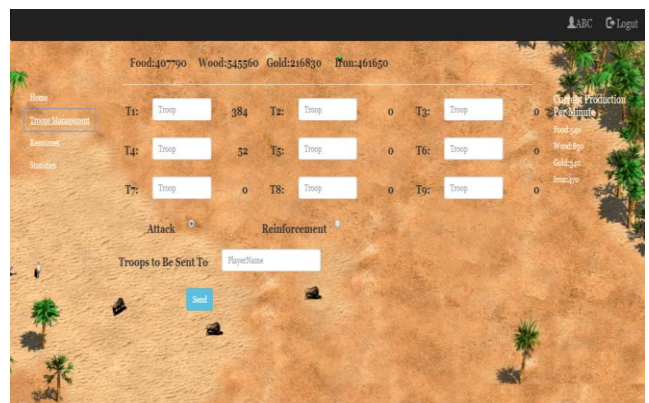 ABC Logut
Food:407790 Wood:545560 Gold:216830 Iron:461650
Home
Troops Management
Resources
Statistics
T1: Troop 384 T2: Troop 0 T3: Troop 0
T4: Troop 52 T5: Troop 0 T6: Troop 0
T7: Troop 0 T8: Troop 0 T9: Troop 0
Current Production
Per Minute
Food:540
Wood:830
Gold:340
Iron:470
Attack Reinforcement
Troops to Be Sent To PlayerName
Send